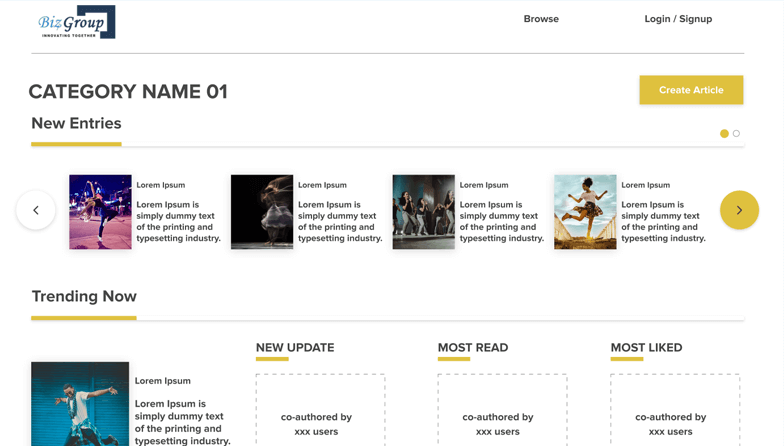 BizGroup
INNOVATING TOGETHER
Browse
Login / Signup
CATEGORY NAME 01
Create Article
New Entries
Lorem Ipsum
Lorem Ipsum is
simply dummy text
of the printing and
typesetting industry.
Lorem Ipsum
Lorem Ipsum is
simply dummy text
of the printing and
typesetting industry.
Lorem Ipsum
Lorem Ipsum is
simply dummy text
of the printing and
typesetting industry.
Lorem Ipsum
Lorem Ipsum is
simply dummy text
of the printing and
typesetting industry.
Trending Now
Lorem Ipsum
Lorem Ipsum is
simply dummy text
of the printing and
typesetting industry.
NEW UPDATE
co-authored by
xxx users
MOST READ
co-authored by
xxx users
MOST LIKED
co-authored by
xxx users